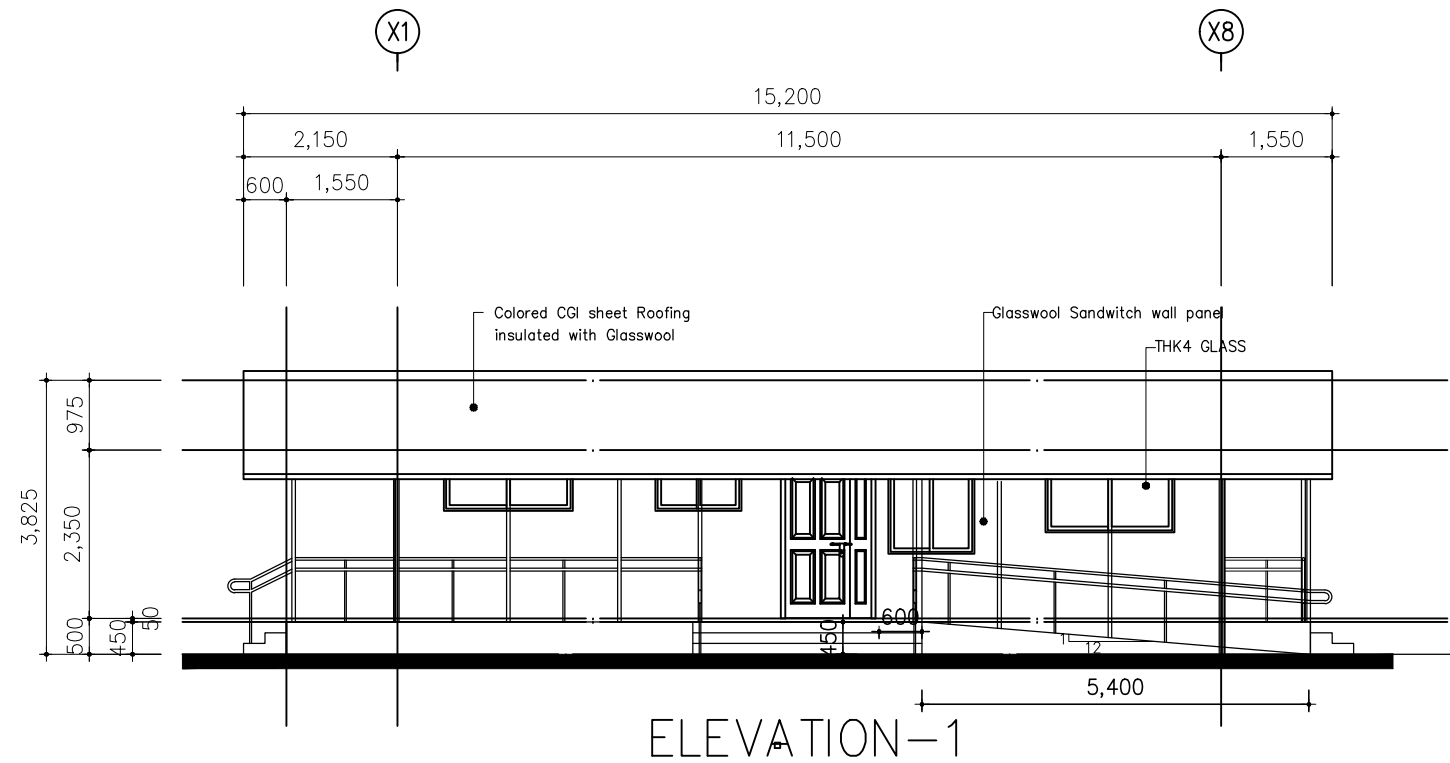 X1
X8
15,200
2,150
11,500
1,550
600
1,550
Colored CGI sheet Roofing
insulated with Glasswool
Glasswool Sandwitch wall panel
THK4 GLASS
975
3,825
2,350
500
450
50
450
600
1
12
5,400
ELEVATION-1